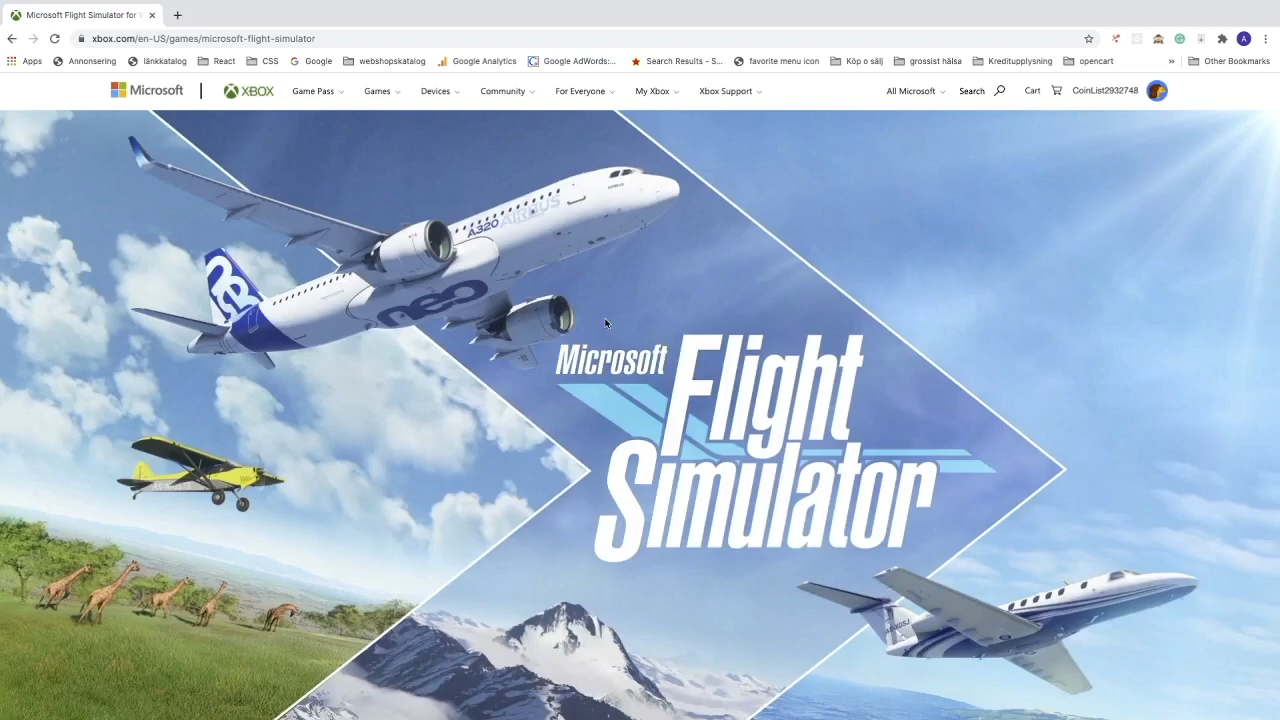 Microsoft Flight Simulator for
xbox.com/en-US/games/microsoft-flight-simulator
A
Apps
Annonsering
länkkatalog
React
CSS
Google
webshopskatalog
Google Analytics
Google AdWords:...
Search Results - S...
favorite menu icon
Köp o sälj
grossist hälsa
Kreditupplysning
opencart
»
Other Bookmarks
Microsoft
XBOX
Game Pass
Games
Devices
Community
For Everyone
My Xbox
Xbox Support
All Microsoft
Search
Cart
CoinList2932748
A320 AIRBUS
neo
Microsoft
Flight
Simulator